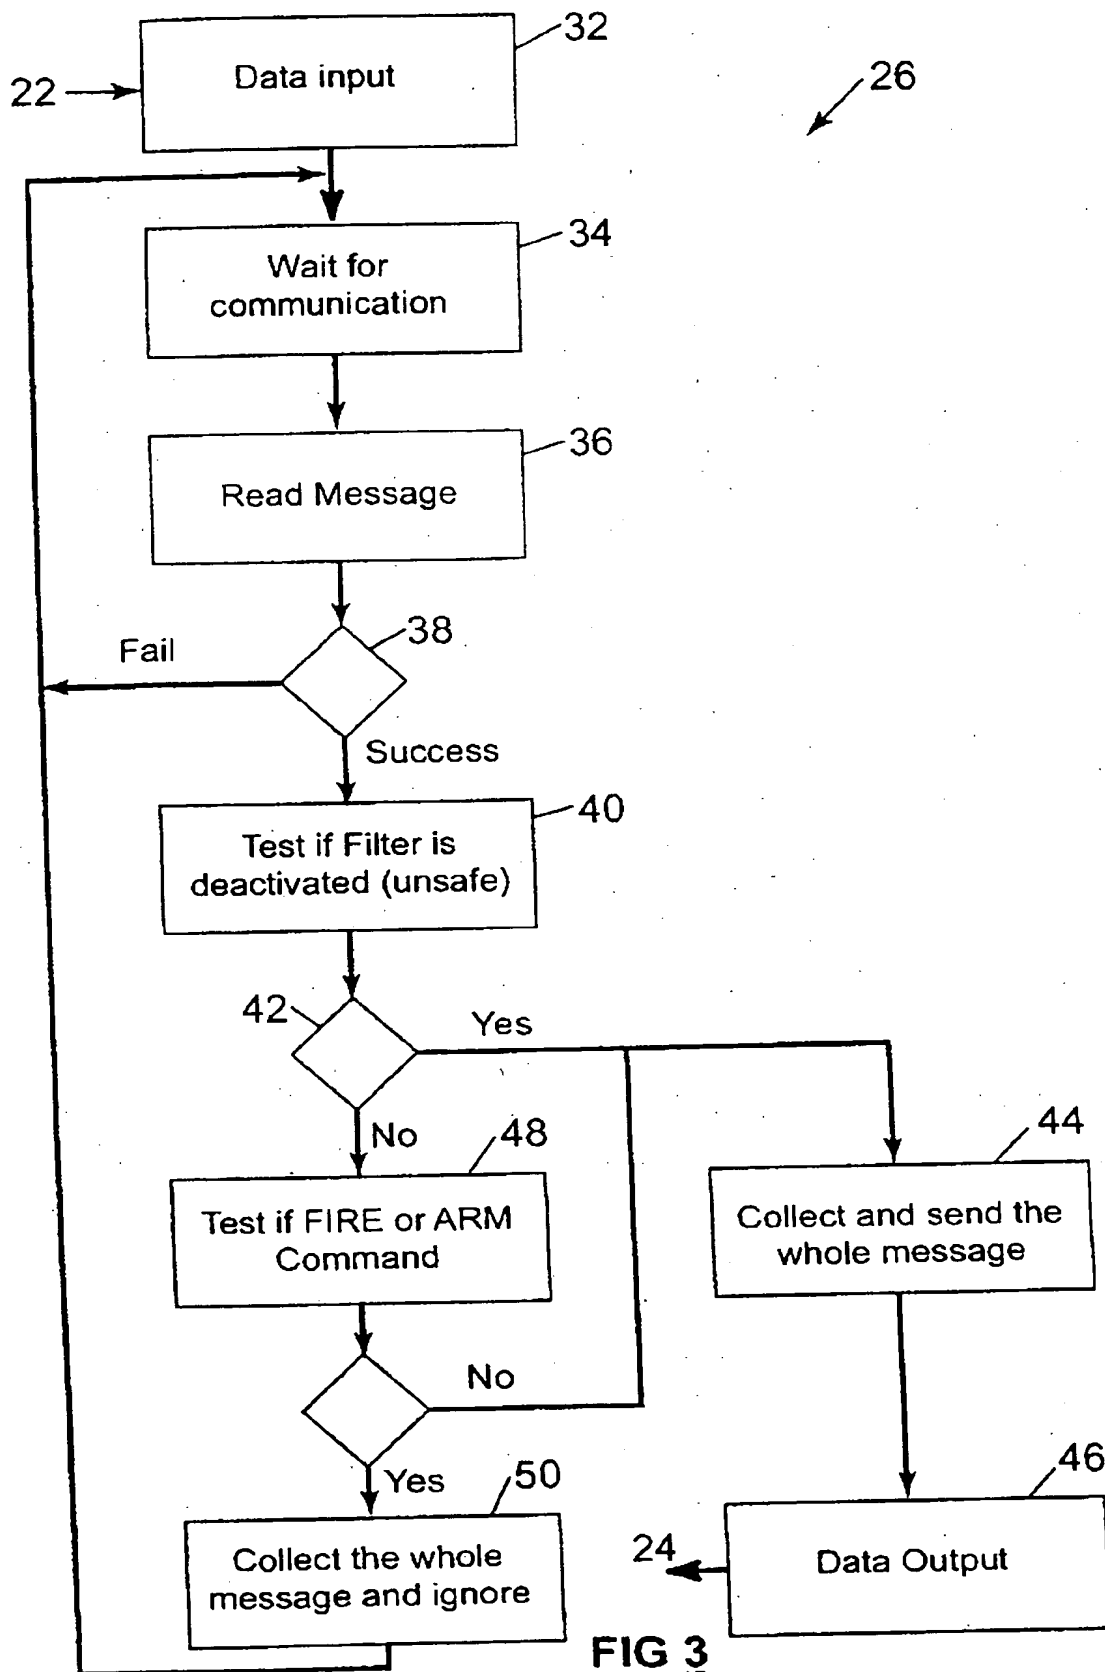 32
Data input
22
26
34
Wait for
communication
36
Read Message
38
Fail
Success
40
Test if Filter is
deactivated (unsafe)
42
Yes
No
48
44
Test if FIRE or ARM
Command
Collect and send the
whole message
No
Yes
50
46
Collect the whole
message and ignore
24
Data Output
FIG 3